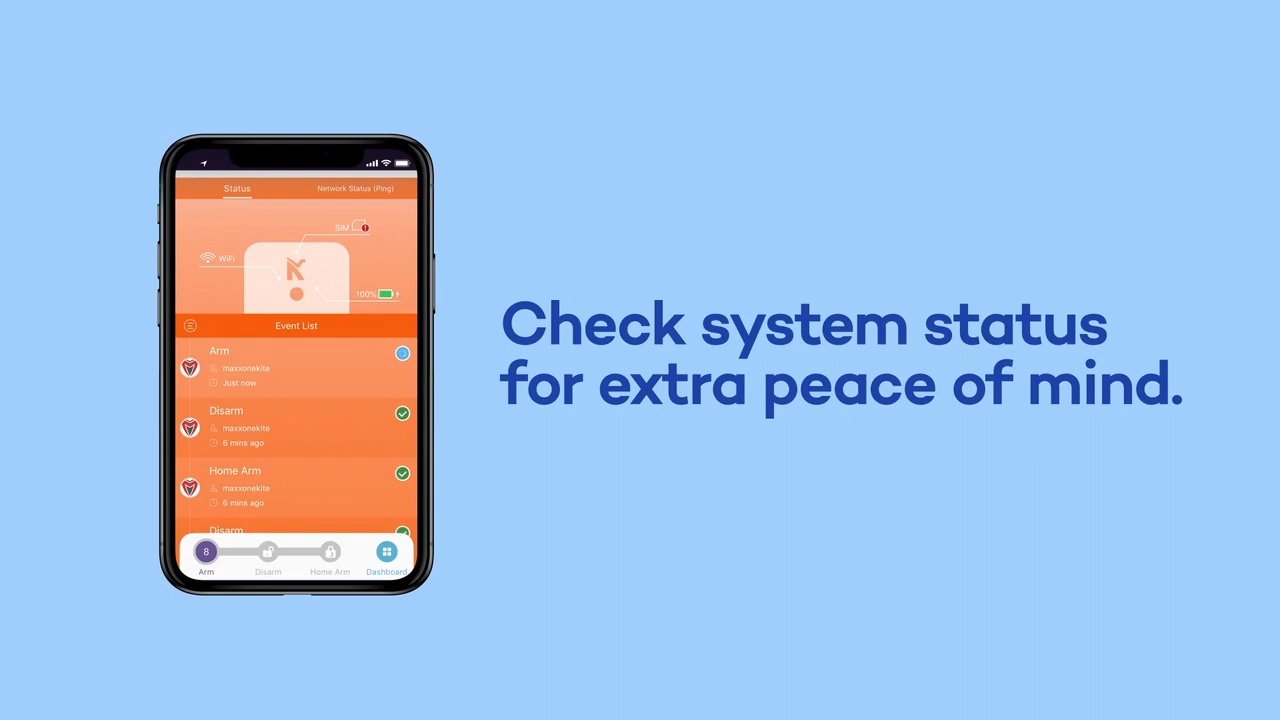 Status
Network Status (Ping)
SIM
WiFi
100%
Event List
Arm
maxxonekite
Just now
Disarm
maxxonekite
6 mins ago
Home Arm
maxxonekite
6 mins ago
Disarm
8
Arm
Disarm
Home Arm
Dashboard
Check system status
for extra peace of mind.